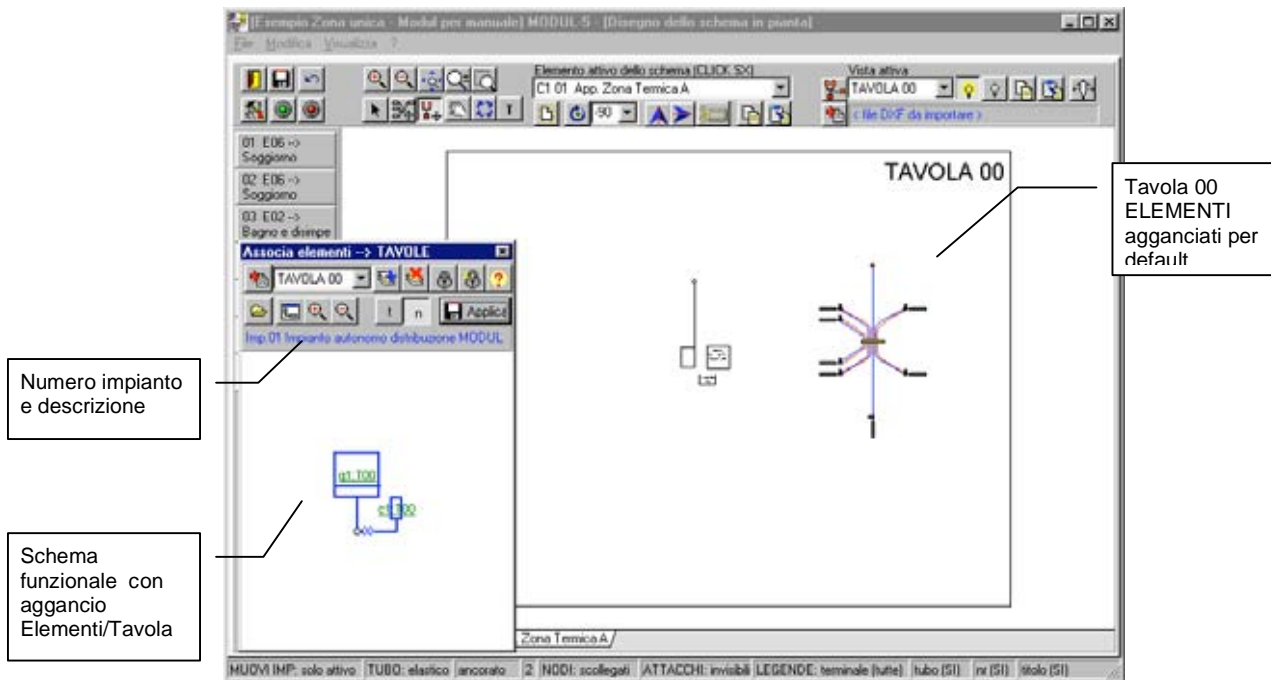 [Esempio Zona unica - Modul per manuale] MODUL-S - [Disegno dello schema in pianta]
File Modifica Visualizza ?
Elemento attivo dello schema (CLICK SX)
Vista attiva
C1 01 App. Zona Termica A
TAVOLA 00
-90
< file DXF da importare >
01 E06 ->
Soggiorno
02 E06 ->
Soggiorno
03 E02 ->
Bagno e disimpe
Associa elementi --> TAVOLE
TAVOLA 00
t n Applica
Imp.01 Impianto autonomo distribuzione MODUL
g1.T00
c1.T00
TAVOLA 00
Tavola 00
ELEMENTI
agganciati per
default
Numero impianto
e descrizione
Schema
funzionale con
aggancio
Elementi/Tavola
Zona Termica A
MUOVI IMP: solo attivo TUBO: elastico ancorato 2 NODI: scollegati ATTACCHI: invisibili LEGENDE: terminale (tutte) tubo (SI) nr (SI) titolo (SI)